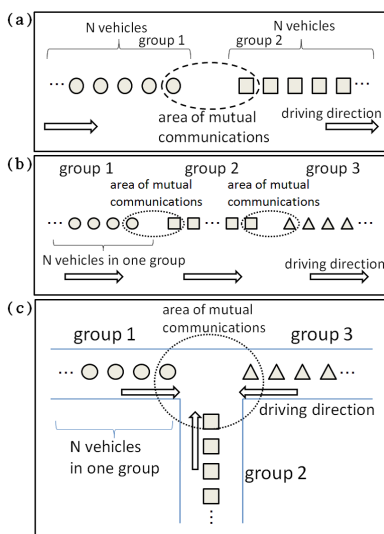 (a)
N vehicles
N vehicles
group 1
group 2
...
...
area of mutual
communications
driving direction
(b)
group 1
group 2
group 3
area of mutual
communications
area of mutual
communications
...
...
...
N vehicles in one group
driving direction
(c)
area of mutual
communications
group 1
group 3
...
...
driving direction
N vehicles
in one group
group 2
...